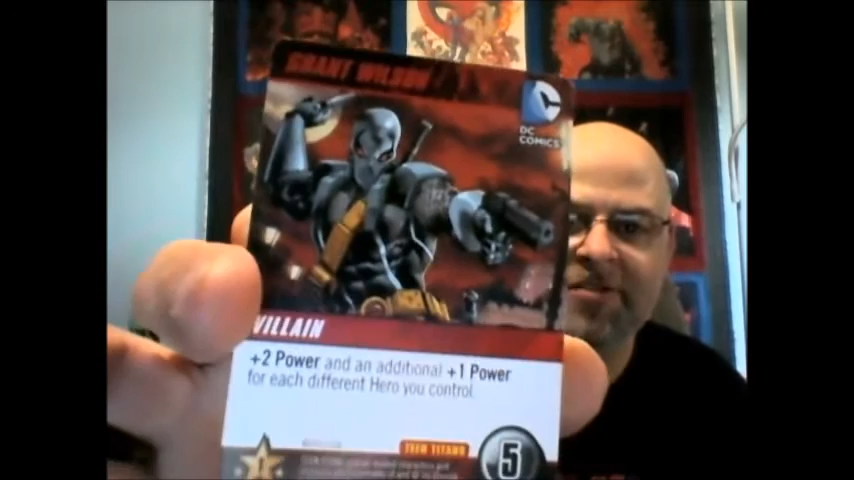 GRANT WILSON
DC
COMICS
VILLAIN
+2 Power and an additional +1 Power
for each different Hero you control.
TEEN TITANS
1
5